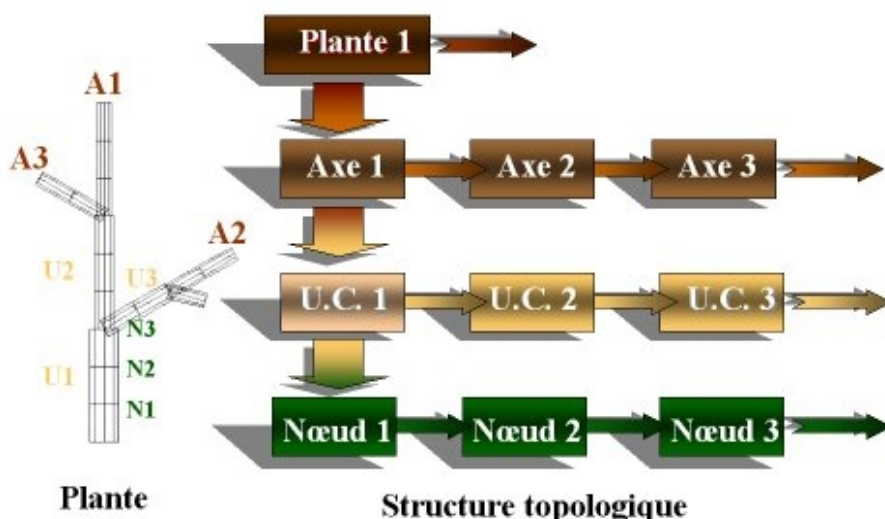 Plante 1
A1
A3
Axe 1 Axe 2 Axe 3
A2
U2 U3
U.C. 1 U.C. 2 U.C. 3
N3
U1 N2
N1
Nœud 1 Nœud 2 Nœud 3
Plante
Structure topologique